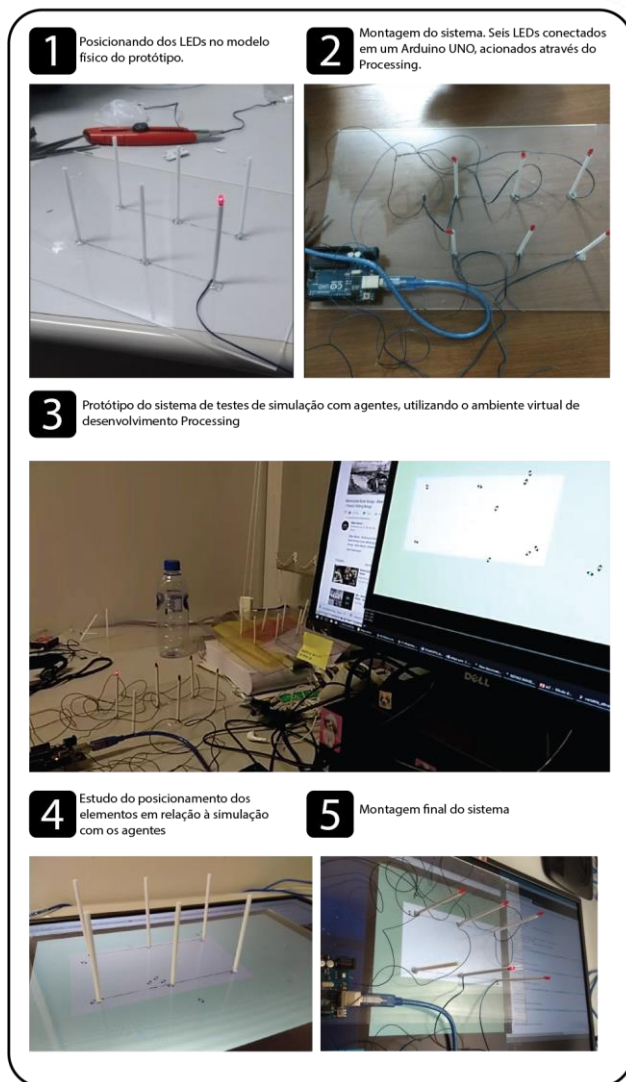 1
Posicionando dos LEDs no modelo
físico do protótipo.
2
Montagem do sistema. Seis LEDs conectados
em um Arduino UNO, acionados através do
Processing.
3
Protótipo do sistema de testes de simulação com agentes, utilizando o ambiente virtual de
desenvolvimento Processing
DELL
4
Estudo do posicionamento dos
elementos em relação à simulação
com os agentes
5
Montagem final do sistema